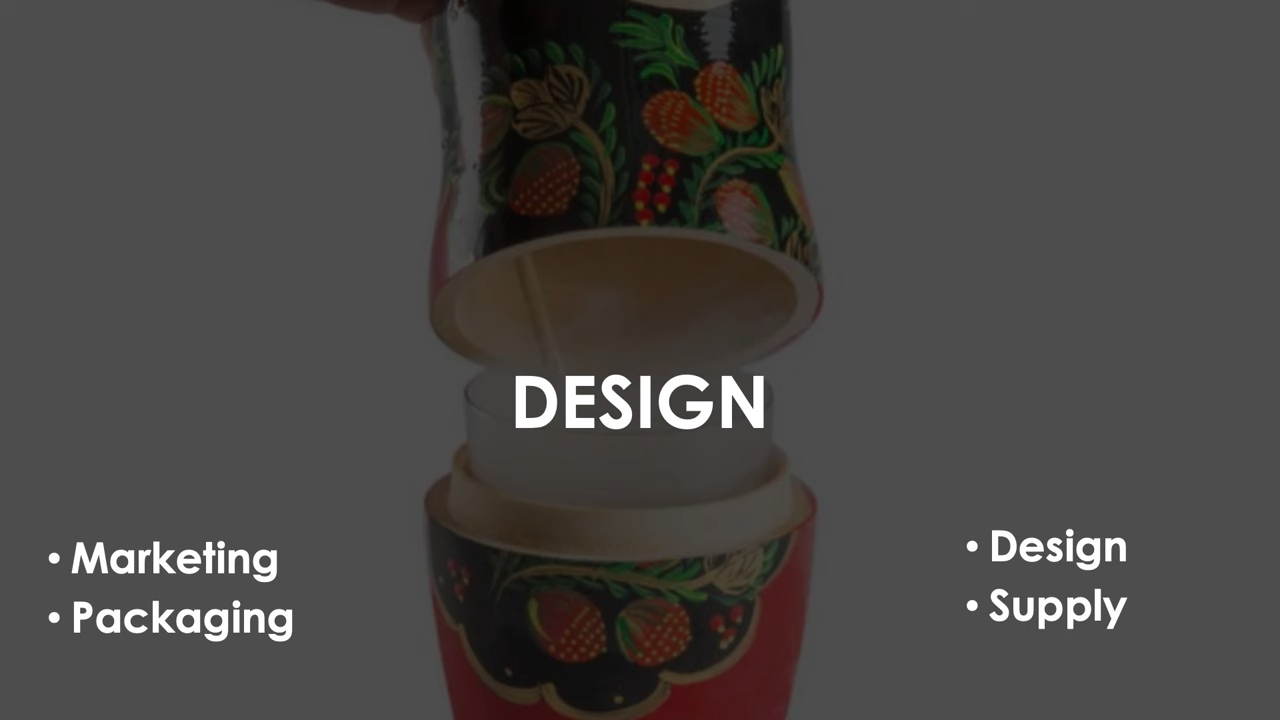 DESIGN
• Marketing
• Packaging
• Design
• Supply